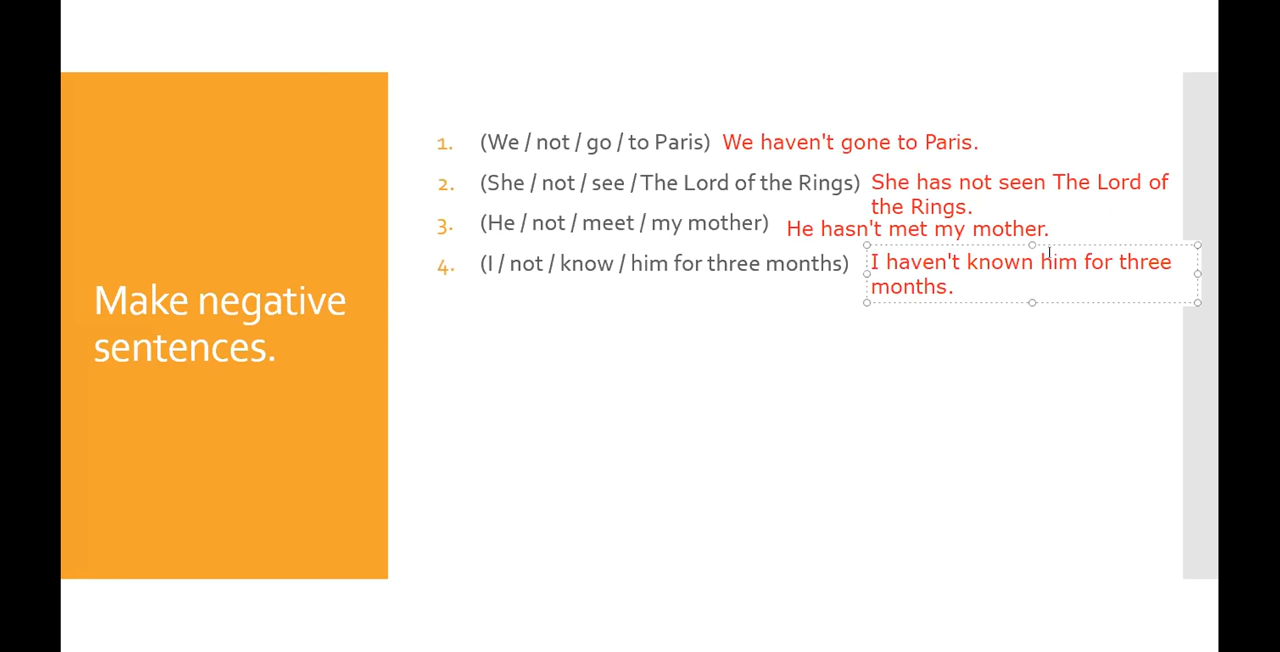 Make negative
sentences.
1. (We / not / go / to Paris) We haven't gone to Paris.
2. (She / not / see / The Lord of the Rings) She has not seen The Lord of
the Rings.
3. (He / not / meet / my mother) He hasn't met my mother.
4. (I / not / know / him for three months) I haven't known him for three
months.